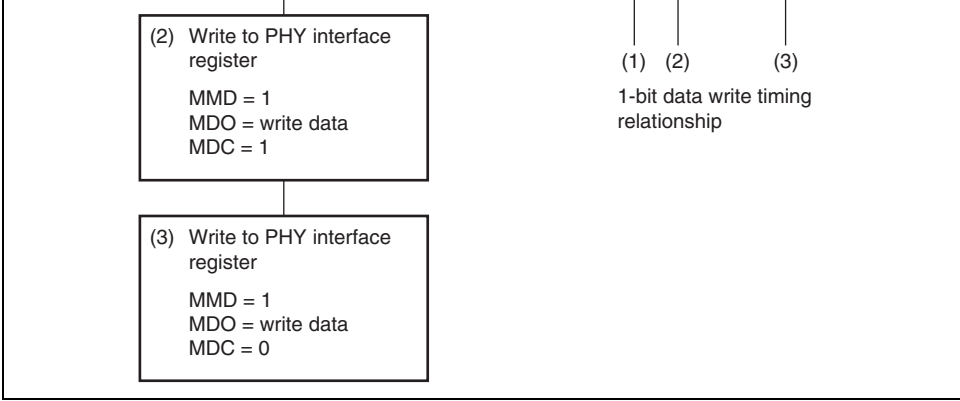 (2) Write to PHY interface
register
MMD = 1
MDO = write data
MDC = 1
(3) Write to PHY interface
register
MMD = 1
MDO = write data
MDC = 0
(1) (2) (3)
1-bit data write timing
relationship